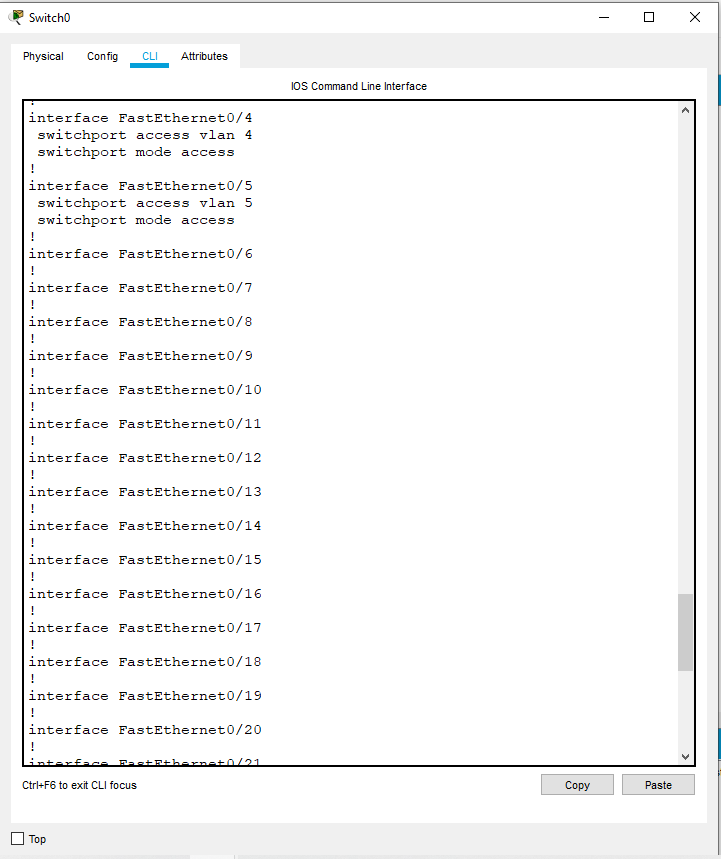 Switch0
Physical Config CLI Attributes
IOS Command Line Interface
!
interface FastEthernet0/4
switchport access vlan 4
switchport mode access
!
interface FastEthernet0/5
switchport access vlan 5
switchport mode access
!
interface FastEthernet0/6
!
interface FastEthernet0/7
!
interface FastEthernet0/8
!
interface FastEthernet0/9
!
interface FastEthernet0/10
!
interface FastEthernet0/11
!
interface FastEthernet0/12
!
interface FastEthernet0/13
!
interface FastEthernet0/14
!
interface FastEthernet0/15
!
interface FastEthernet0/16
!
interface FastEthernet0/17
!
interface FastEthernet0/18
!
interface FastEthernet0/19
!
interface FastEthernet0/20
!
interface FastEthernet0/21
Ctrl+F6 to exit CLI focus
Copy Paste
Top